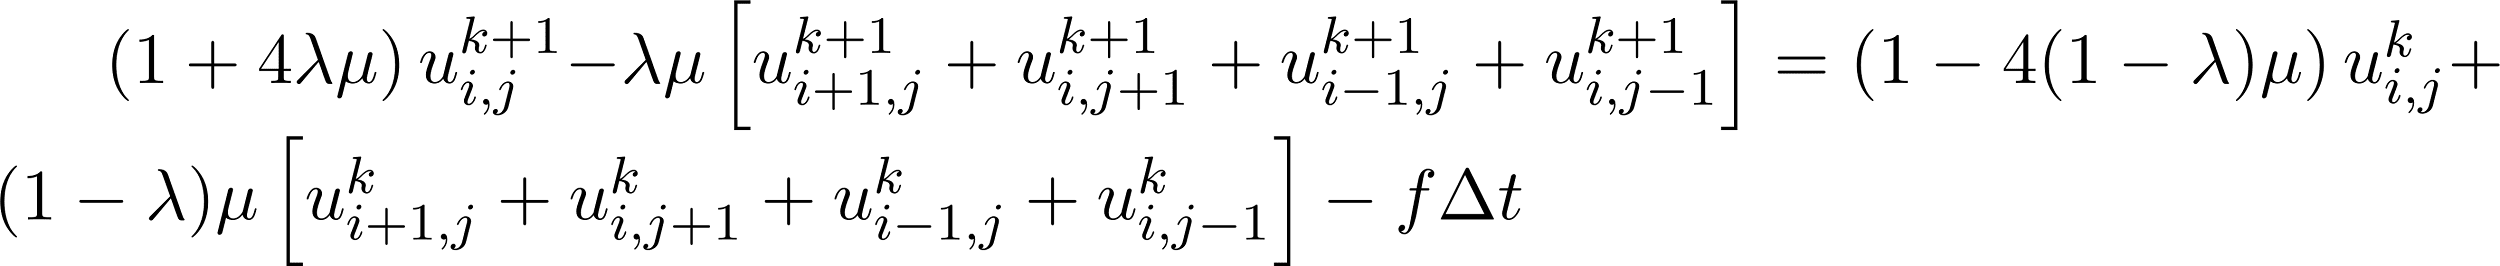 (1 + 4λμ) u_{i,j}^{k+1} − λμ [u_{i+1,j}^{k+1} + u_{i,j+1}^{k+1} + u_{i−1,j}^{k+1} + u_{i,j−1}^{k+1}] = (1 − 4(1 − λ)μ) u_{i,j}^{k} +
(1 − λ)μ [u_{i+1,j}^{k} + u_{i,j+1}^{k} + u_{i−1,j}^{k} + u_{i,j−1}^{k}] − fΔt